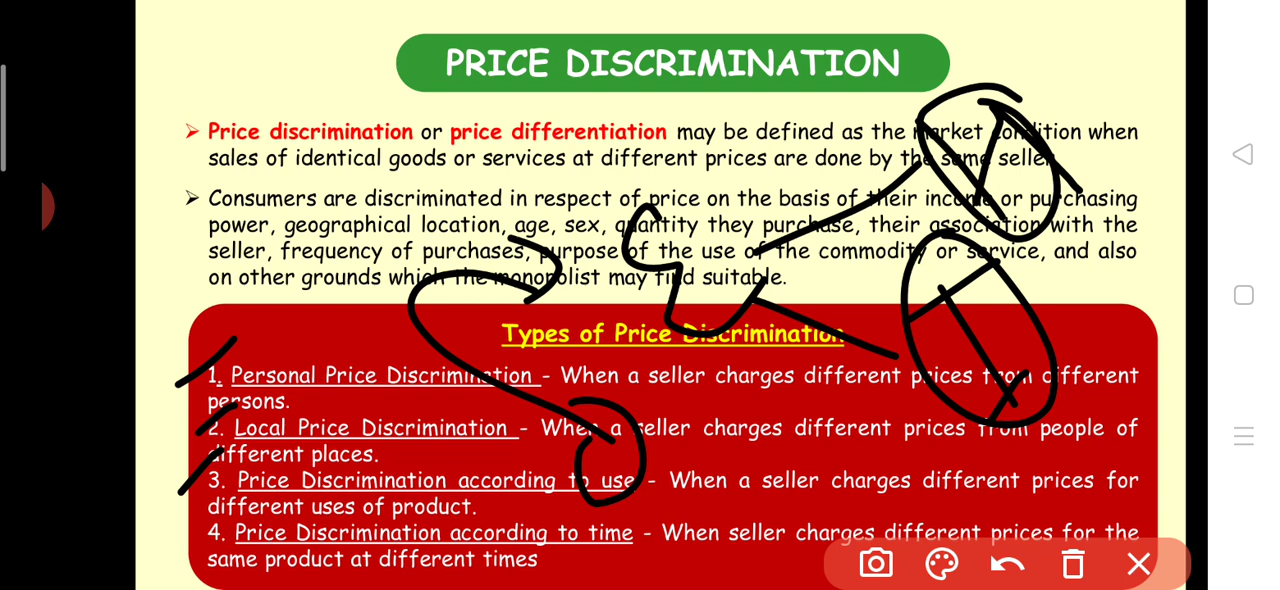 PRICE DISCRIMINATION
➢ Price discrimination or price differentiation may be defined as the market condition when
sales of identical goods or services at different prices are done by the same seller.
➢ Consumers are discriminated in respect of price on the basis of their income or purchasing
power, geographical location, age, sex, quantity they purchase, their association with the
seller, frequency of purchases, purpose of the use of the commodity or service, and also
on other grounds which the monopolist may find suitable.
Types of Price Discrimination
1. Personal Price Discrimination - When a seller charges different prices from different
persons.
2. Local Price Discrimination - When a seller charges different prices from people of
different places.
3. Price Discrimination according to use - When a seller charges different prices for
different uses of product.
4. Price Discrimination according to time - When seller charges different prices for the
same product at different times